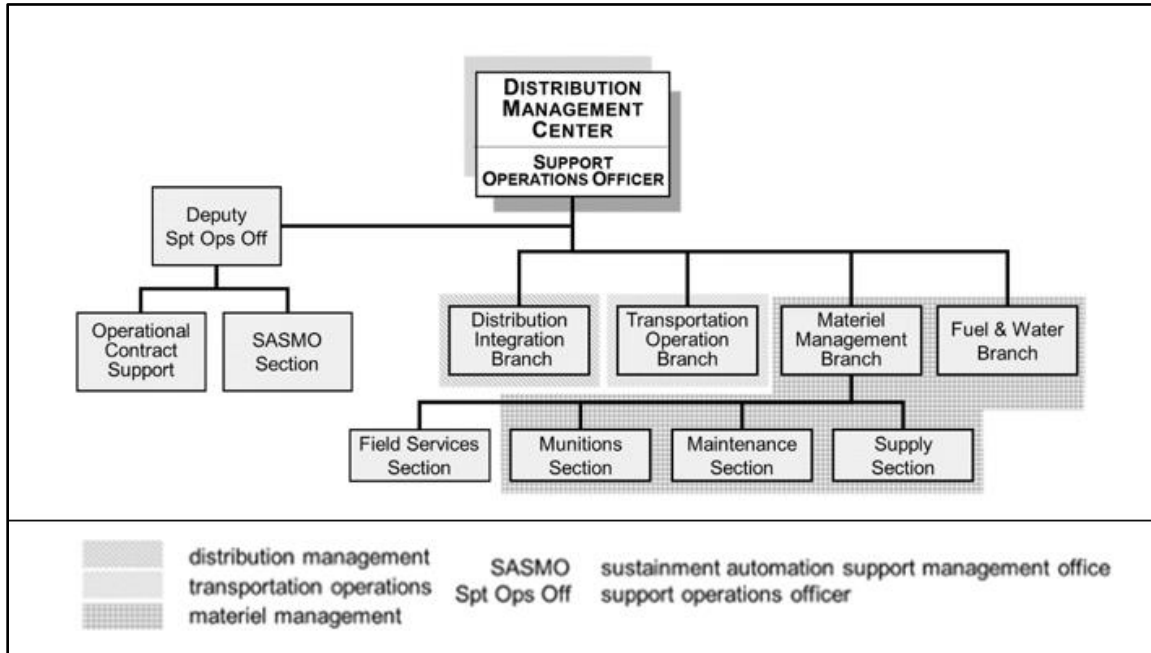 DISTRIBUTION
MANAGEMENT
CENTER
SUPPORT
OPERATIONS OFFICER
Deputy
Spt Ops Off
Operational
Contract
Support
SASMO
Section
Distribution
Integration
Branch
Transportation
Operation
Branch
Materiel
Management
Branch
Fuel & Water
Branch
Field Services
Section
Munitions
Section
Maintenance
Section
Supply
Section
distribution management
transportation operations
materiel management
SASMO sustainment automation support management office
Spt Ops Off support operations officer